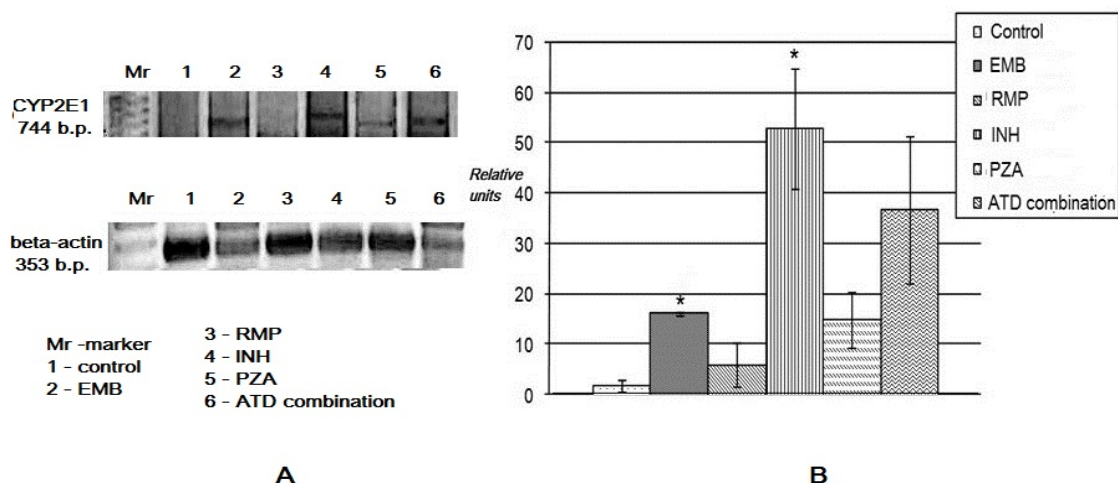 Mr 1 2 3 4 5 6
CYP2E1
744 b.p.
Mr 1 2 3 4 5 6
beta-actin
353 b.p.
Mr -marker
1 - control
2 - EMB
3 - RMP
4 - INH
5 - PZA
6 - ATD combination
A
Relative
units
70
60
50
40
30
20
10
0
*
*
Control
EMB
RMP
INH
PZA
ATD combination
B